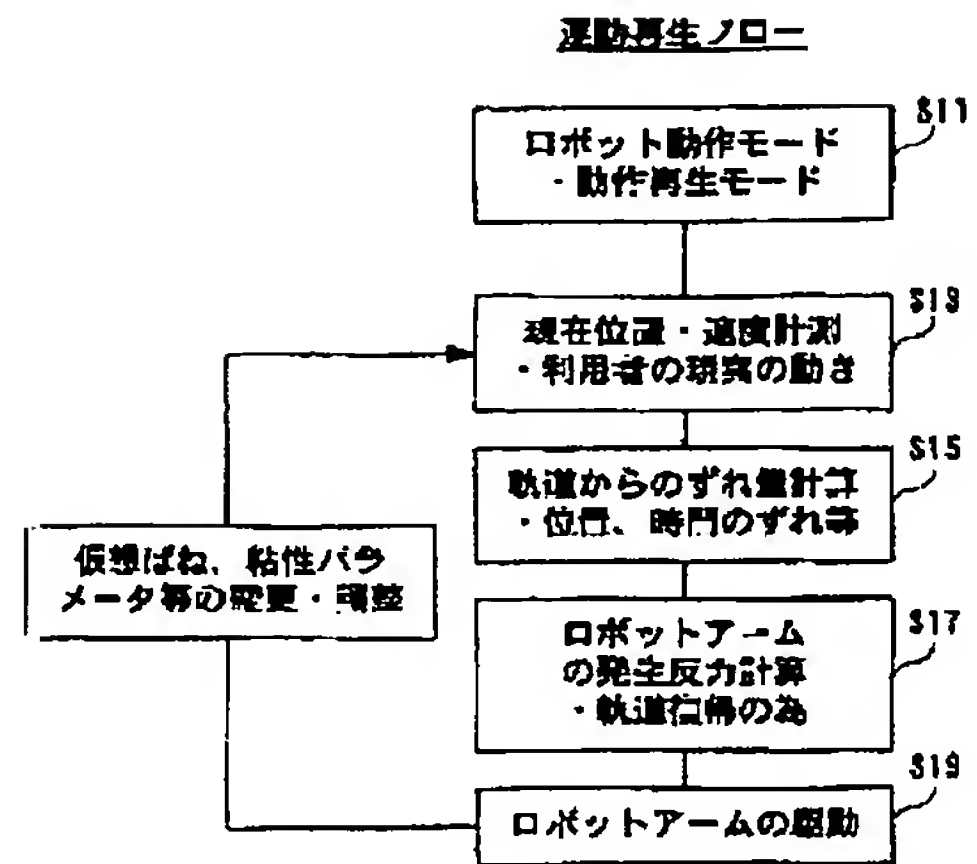 運動再生フロー
S11
ロボット動作モード
・動作再生モード
S13
現在位置・速度計測
・利用者の現実の動き
S15
軌道からのずれ量計算
・位置、時間のずれ等
仮想ばね、粘性パラ
メータ等の変更・調整
S17
ロボットアーム
の発生反力計算
・軌道復帰の為
S19
ロボットアームの駆動